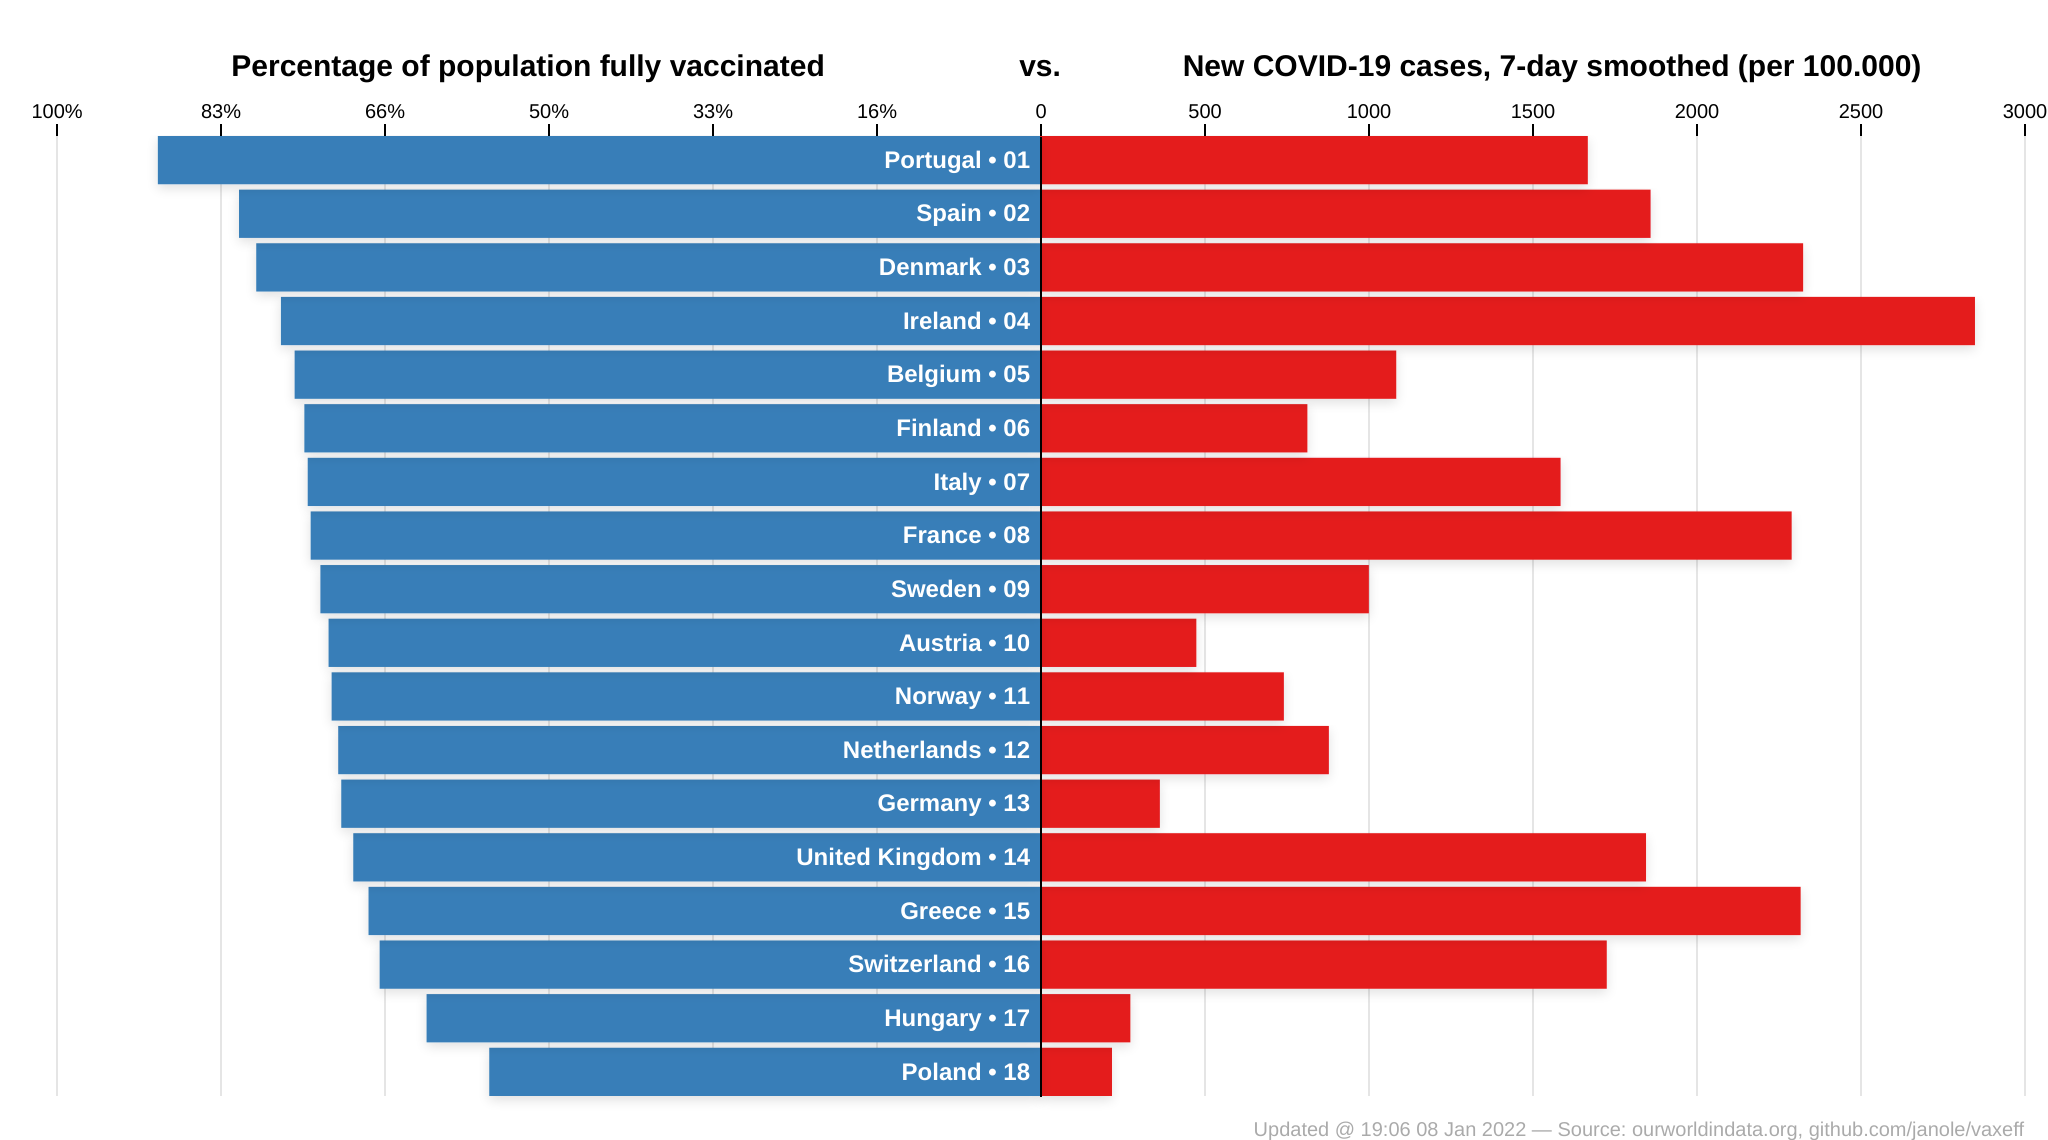 Percentage of population fully vaccinated vs. New COVID-19 cases, 7-day smoothed (per 100.000)
100% 83% 66% 50% 33% 16% 0 500 1000 1500 2000 2500 3000
Portugal • 01
Spain • 02
Denmark • 03
Ireland • 04
Belgium • 05
Finland • 06
Italy • 07
France • 08
Sweden • 09
Austria • 10
Norway • 11
Netherlands • 12
Germany • 13
United Kingdom • 14
Greece • 15
Switzerland • 16
Hungary • 17
Poland • 18
Updated @ 19:06 08 Jan 2022 — Source: ourworldindata.org, github.com/janole/vaxeff